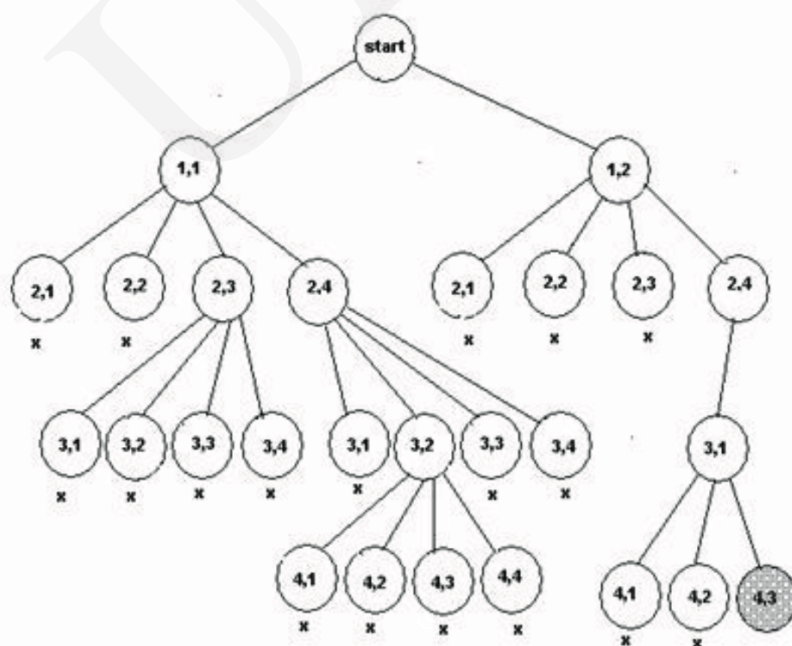 start
1,1 1,2
2,1 2,2 2,3 2,4 2,1 2,2 2,3 2,4
x x x x x
3,1 3,2 3,3 3,4 3,1 3,2 3,3 3,4 3,1
x x x x x x x
4,1 4,2 4,3 4,4 4,1 4,2 4,3
x x x x x x